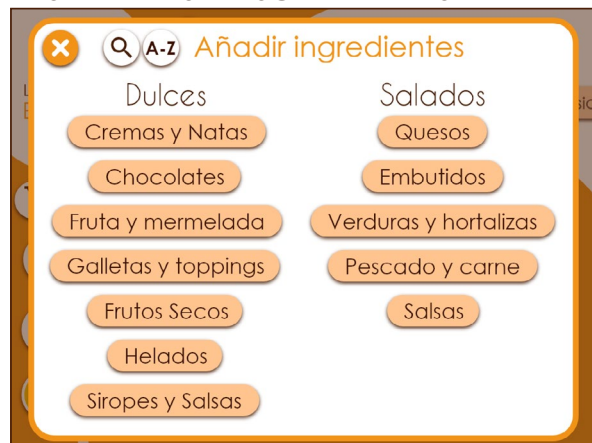 A-Z Añadir ingredientes
Dulces
Cremas y Natas
Chocolates
Fruta y mermelada
Galletas y toppings
Frutos Secos
Helados
Siropes y Salsas
Salados
Quesos
Embutidos
Verduras y hortalizas
Pescado y carne
Salsas